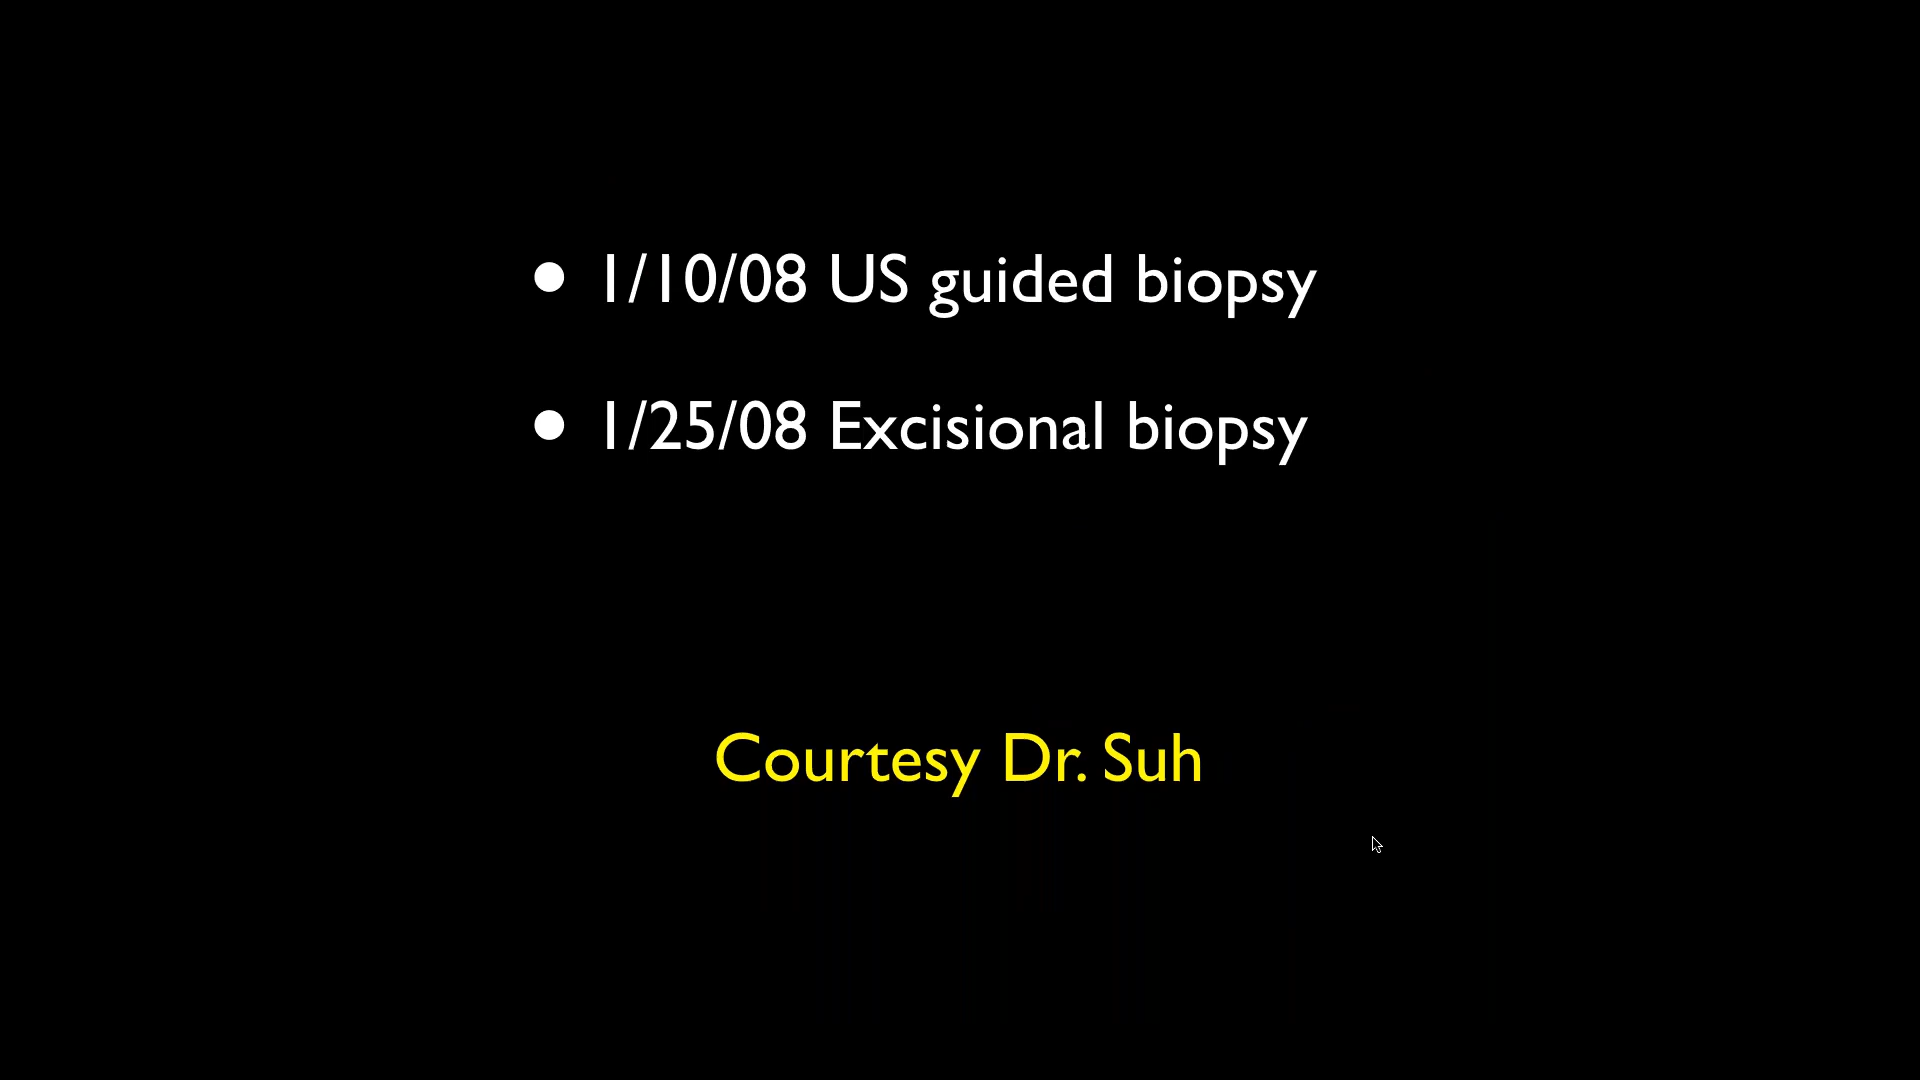 • 1/10/08 US guided biopsy
• 1/25/08 Excisional biopsy
Courtesy Dr. Suh